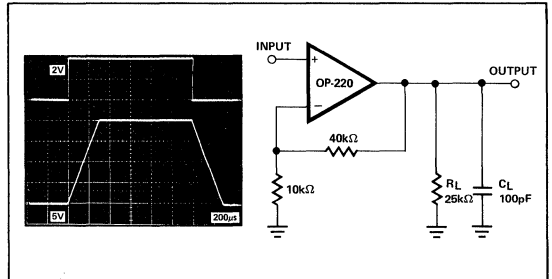 2V
5V
200μs
INPUT
+
OP-220
−
OUTPUT
40kΩ
10kΩ
RL
25kΩ
CL
100pF